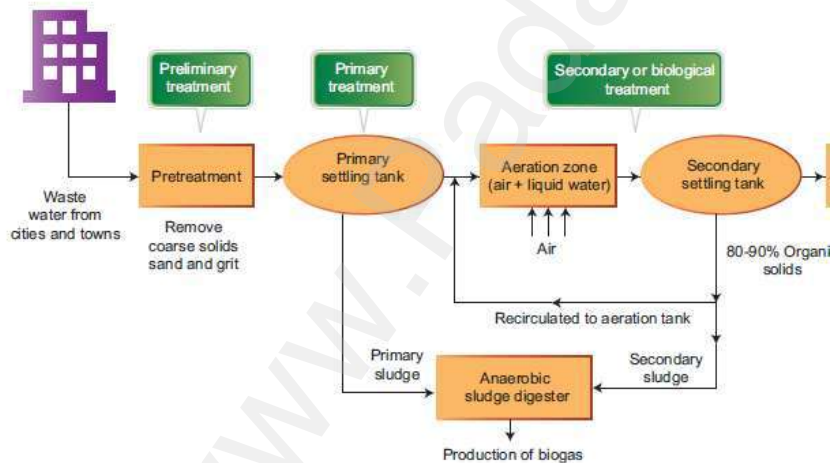 Preliminary
treatment
Primary
treatment
Secondary or biological
treatment
Pretreatment
Primary
settling tank
Aeration zone
(air + liquid water)
Secondary
settling tank
Waste
water from
cities and towns
Remove
coarse solids
sand and grit
Air
80-90% Organi
solids
Recirculated to aeration tank
Primary
sludge
Anaerobic
sludge digester
Secondary
sludge
Production of biogas
www.Pada